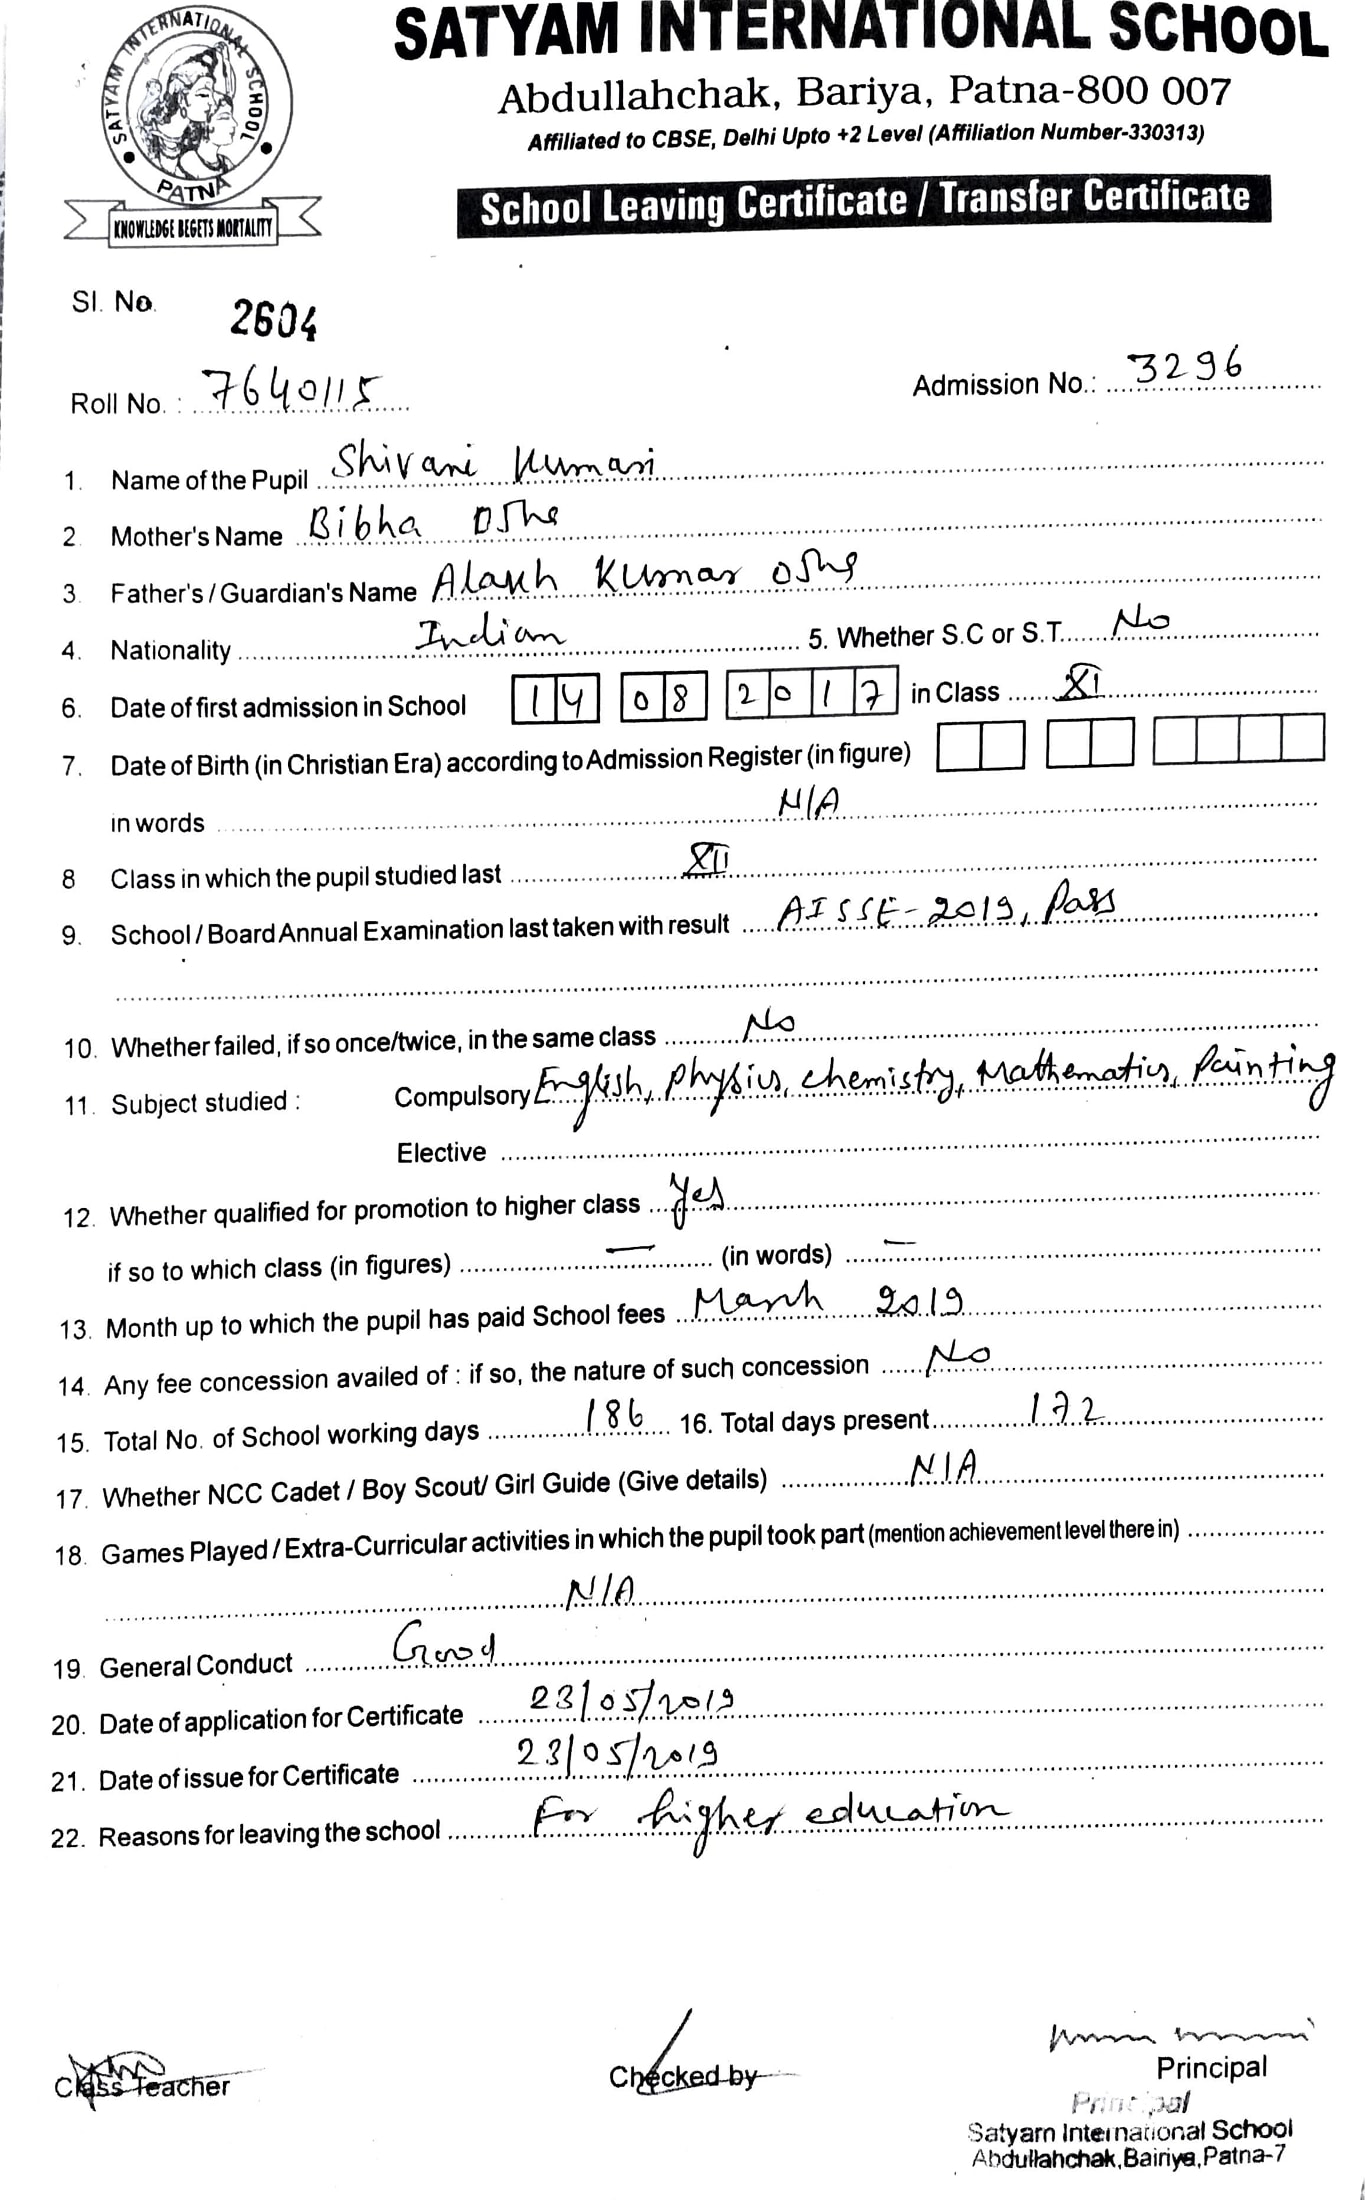 SATYAM INTERNATIONAL SCHOOL
SATYAM INTERNATIONAL SCHOOL
PATNA
KNOWLEDGE BEGETS MORTALITY
Abdullahchak, Bariya, Patna-800 007
Affiliated to CBSE, Delhi Upto +2 Level (Affiliation Number-330313)
School Leaving Certificate / Transfer Certificate
Sl. No. 2604
Roll No. : 7640115 Admission No.: 3296
1. Name of the Pupil Shivani Kumari
2. Mother's Name Bibha Ojha
3. Father's / Guardian's Name Alakh Kumar Ojha
4. Nationality Indian 5. Whether S.C or S.T. No
6. Date of first admission in School 14 08 2017 in Class XI
7. Date of Birth (in Christian Era) according to Admission Register (in figure)
in words N/A
8 Class in which the pupil studied last XII
9. School / Board Annual Examination last taken with result AISSE-2019, Pass
10. Whether failed, if so once/twice, in the same class No
11. Subject studied : Compulsory English, Physics, Chemistry, Mathematics, Painting
Elective
12. Whether qualified for promotion to higher class Yes
if so to which class (in figures) — (in words) —
13. Month up to which the pupil has paid School fees March 2019
14. Any fee concession availed of : if so, the nature of such concession No
15. Total No. of School working days 186 16. Total days present 172
17. Whether NCC Cadet / Boy Scout/ Girl Guide (Give details) N/A
18. Games Played / Extra-Curricular activities in which the pupil took part (mention achievement level there in)
N/A
19. General Conduct Good
20. Date of application for Certificate 23/05/2019
21. Date of issue for Certificate 23/05/2019
22. Reasons for leaving the school For higher education
Class Teacher Checked by Principal
Principal
Satyam International School
Abdullahchak, Bairiya, Patna-7